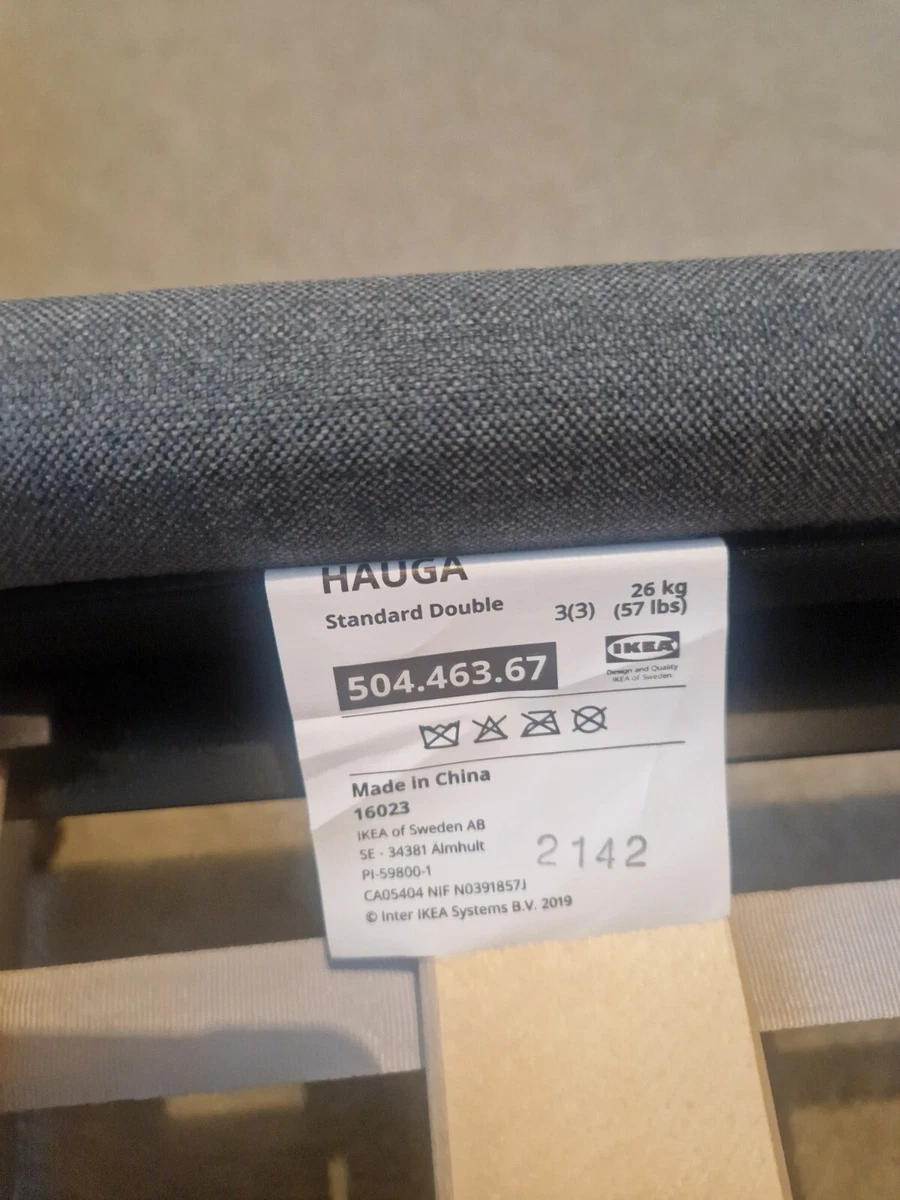 HAUGA
Standard Double
3(3)
26 kg
(57 lbs)
504.463.67
IKEA
Design and Quality
IKEA of Sweden
Made in China
16023
IKEA of Sweden AB
SE - 34381 Älmhult
PI-59800-1
CA05404 NIF N0391857J
© Inter IKEA Systems B.V. 2019
2142